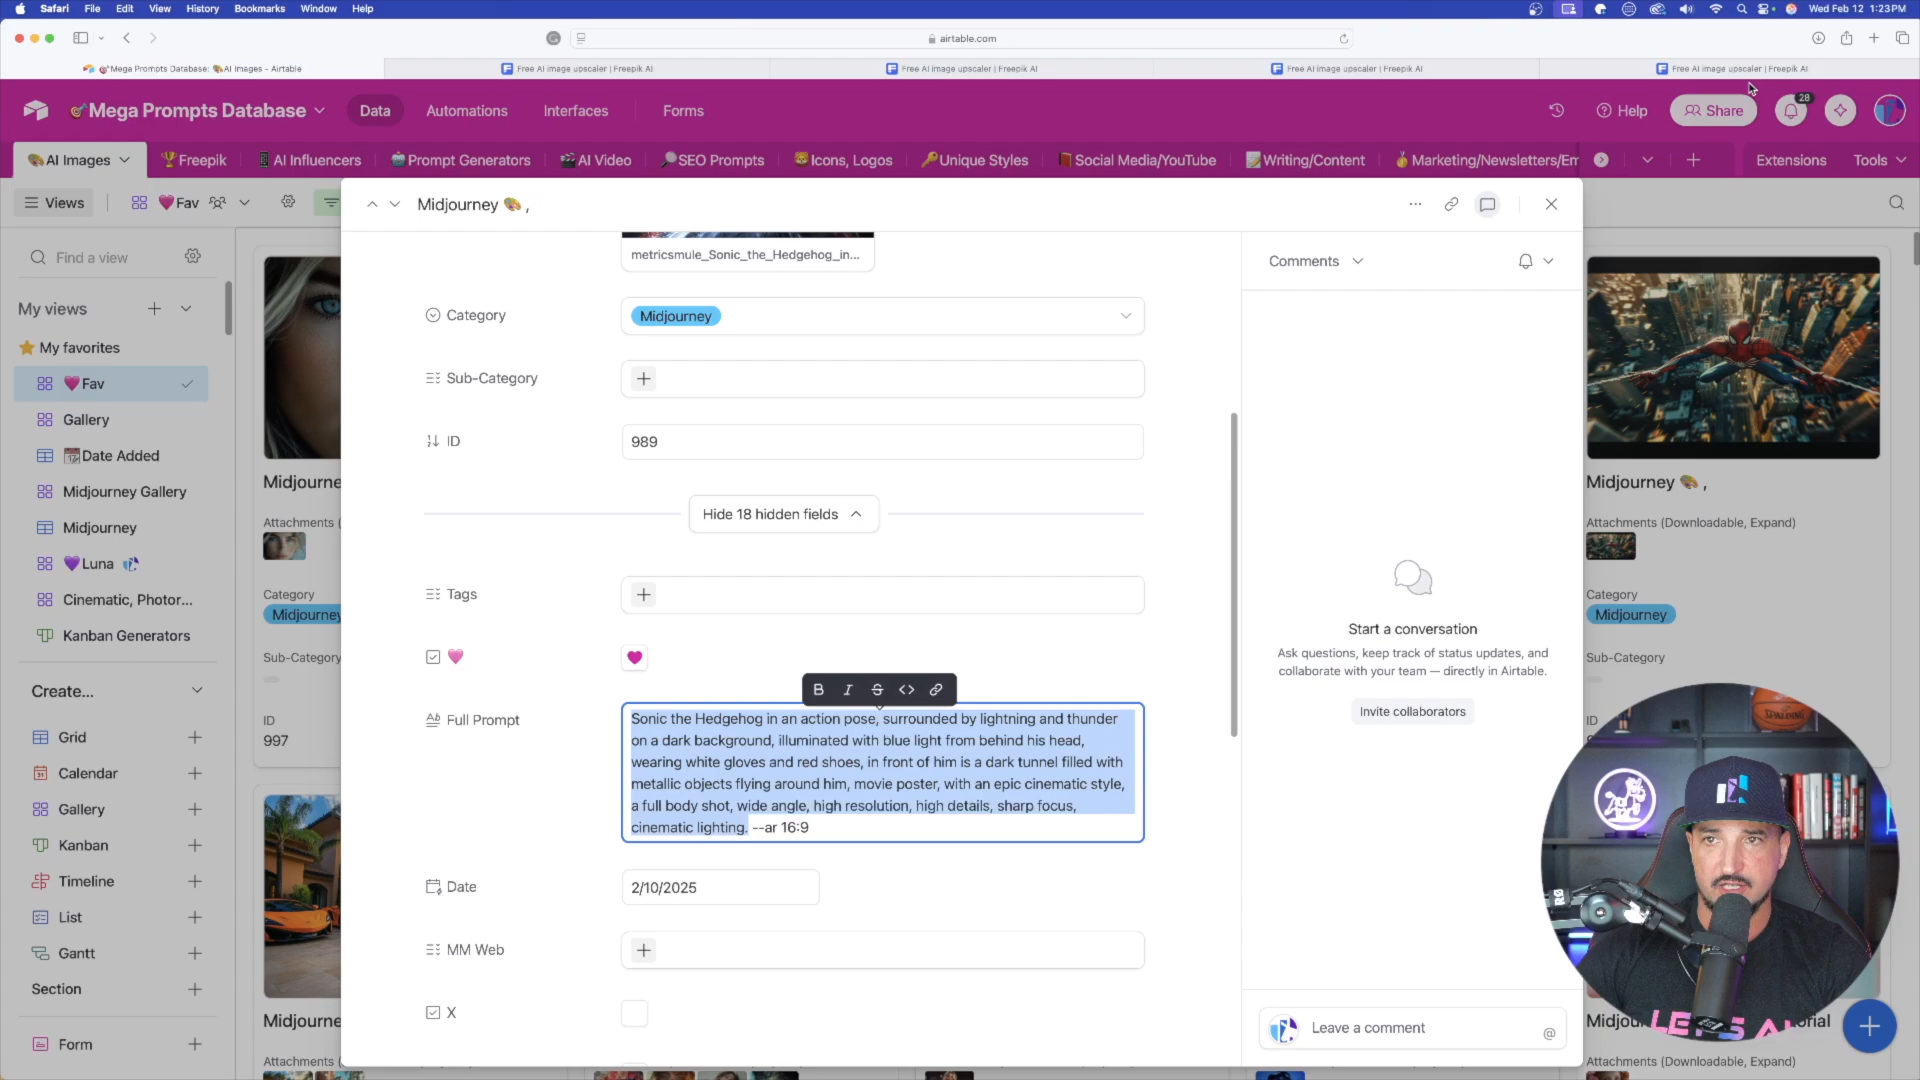 Safari File Edit View History Bookmarks Window Help
Wed Feb 12 1:23PM
airtable.com
Mega Prompts Database: AI Images - Airtable
Free AI image upscaler | Freepik AI
Free AI image upscaler | Freepik AI
Free AI image upscaler | Freepik AI
Free AI image upscaler | Freepik AI
Mega Prompts Database
Data Automations Interfaces Forms
Help Share 28
AI Images Freepik AI Influencers Prompt Generators AI Video SEO Prompts Icons, Logos Unique Styles Social Media/YouTube Writing/Content Marketing/Newsletters/Em
Extensions Tools
Views Fav
Find a view
My views
My favorites
Fav
Gallery
Date Added
Midjourney Gallery
Midjourney
Luna
Cinematic, Photor...
Kanban Generators
Create...
Grid
Calendar
Gallery
Kanban
Timeline
List
Gantt
Section
Form
Midjourne
Attachments (
Category
Midjourney
Sub-Category
ID
997
Midjourne
Attachments (
Midjourney ,
metricsmule_Sonic_the_Hedgehog_in...
Category
Midjourney
Sub-Category
ID
989
Hide 18 hidden fields
Tags
Full Prompt
Sonic the Hedgehog in an action pose, surrounded by lightning and thunder
on a dark background, illuminated with blue light from behind his head,
wearing white gloves and red shoes, in front of him is a dark tunnel filled with
metallic objects flying around him, movie poster, with an epic cinematic style,
a full body shot, wide angle, high resolution, high details, sharp focus,
cinematic lighting. --ar 16:9
Date
2/10/2025
MM Web
X
Comments
Start a conversation
Ask questions, keep track of status updates, and
collaborate with your team — directly in Airtable.
Invite collaborators
Leave a comment
@
Midjourney ,
Attachments (Downloadable, Expand)
Category
Midjourney
Sub-Category
ID
SPALDING
RØ
LET'S
Midjou
orial
Attachments (Downloadable, Expand)